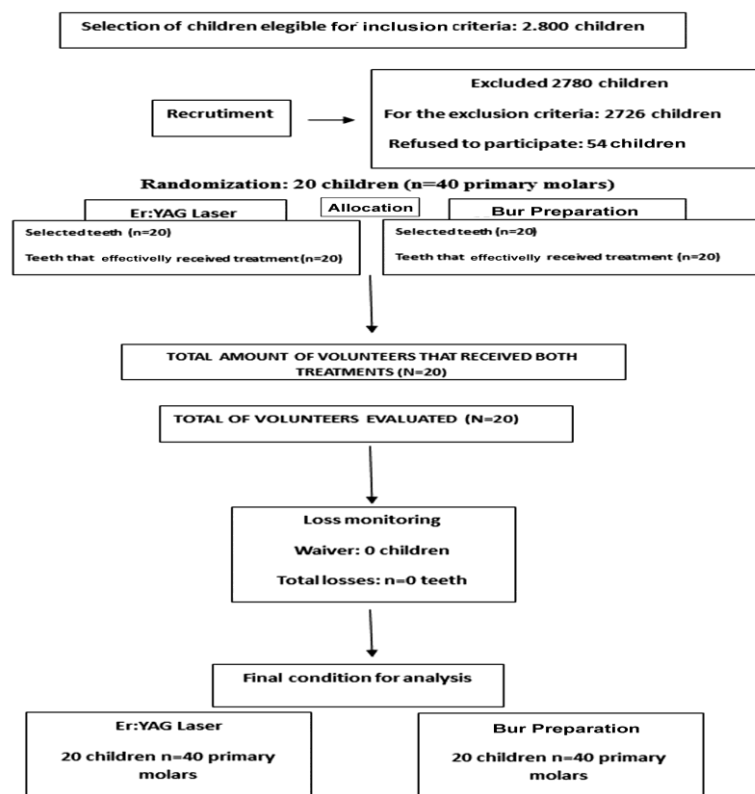 Selection of children elegible for inclusion criteria: 2.800 children
Excluded 2780 children
Recrutiment
For the exclusion criteria: 2726 children
Refused to participate: 54 children
Randomization: 20 children (n=40 primary molars)
Er:YAG Laser
Allocation
Bur Preparation
Selected teeth (n=20)
Teeth that effectivelly received treatment (n=20)
Selected teeth (n=20)
Teeth that effectivelly received treatment (n=20)
TOTAL AMOUNT OF VOLUNTEERS THAT RECEIVED BOTH
TREATMENTS (N=20)
TOTAL OF VOLUNTEERS EVALUATED (N=20)
Loss monitoring
Waiver: 0 children
Total losses: n=0 teeth
Final condition for analysis
Er:YAG Laser
20 children n=40 primary
molars
Bur Preparation
20 children n=40 primary
molars